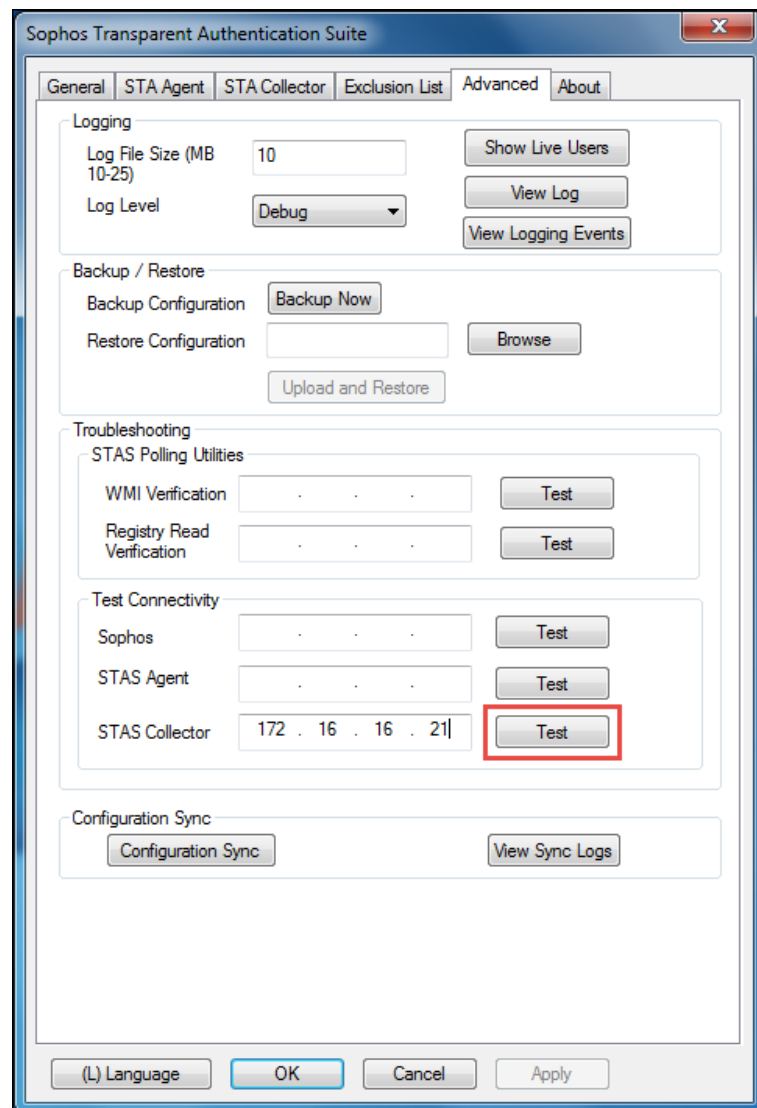 Sophos Transparent Authentication Suite
General STA Agent STA Collector Exclusion List Advanced About
Logging
Log File Size (MB
10-25)
10
Show Live Users
View Log
Log Level
Debug
View Logging Events
Backup / Restore
Backup Configuration
Backup Now
Restore Configuration
Browse
Upload and Restore
Troubleshooting
STAS Polling Utilities
WMI Verification
. . .
Test
Registry Read
Verification
. . .
Test
Test Connectivity
Sophos
. . .
Test
STAS Agent
. . .
Test
STAS Collector
172 . 16 . 16 . 21
Test
Configuration Sync
Configuration Sync
View Sync Logs
(L) Language
OK
Cancel
Apply